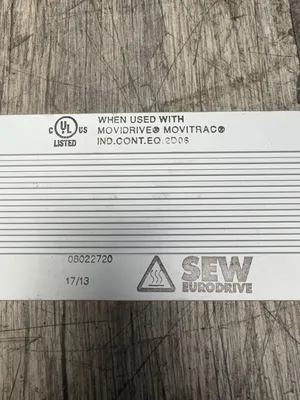 WHEN USED WITH
C UL US MOVIDRIVE® MOVITRAC®
LISTED IND.CONT.EQ.2D06
08022720
17/13
SEW
EURODRIVE